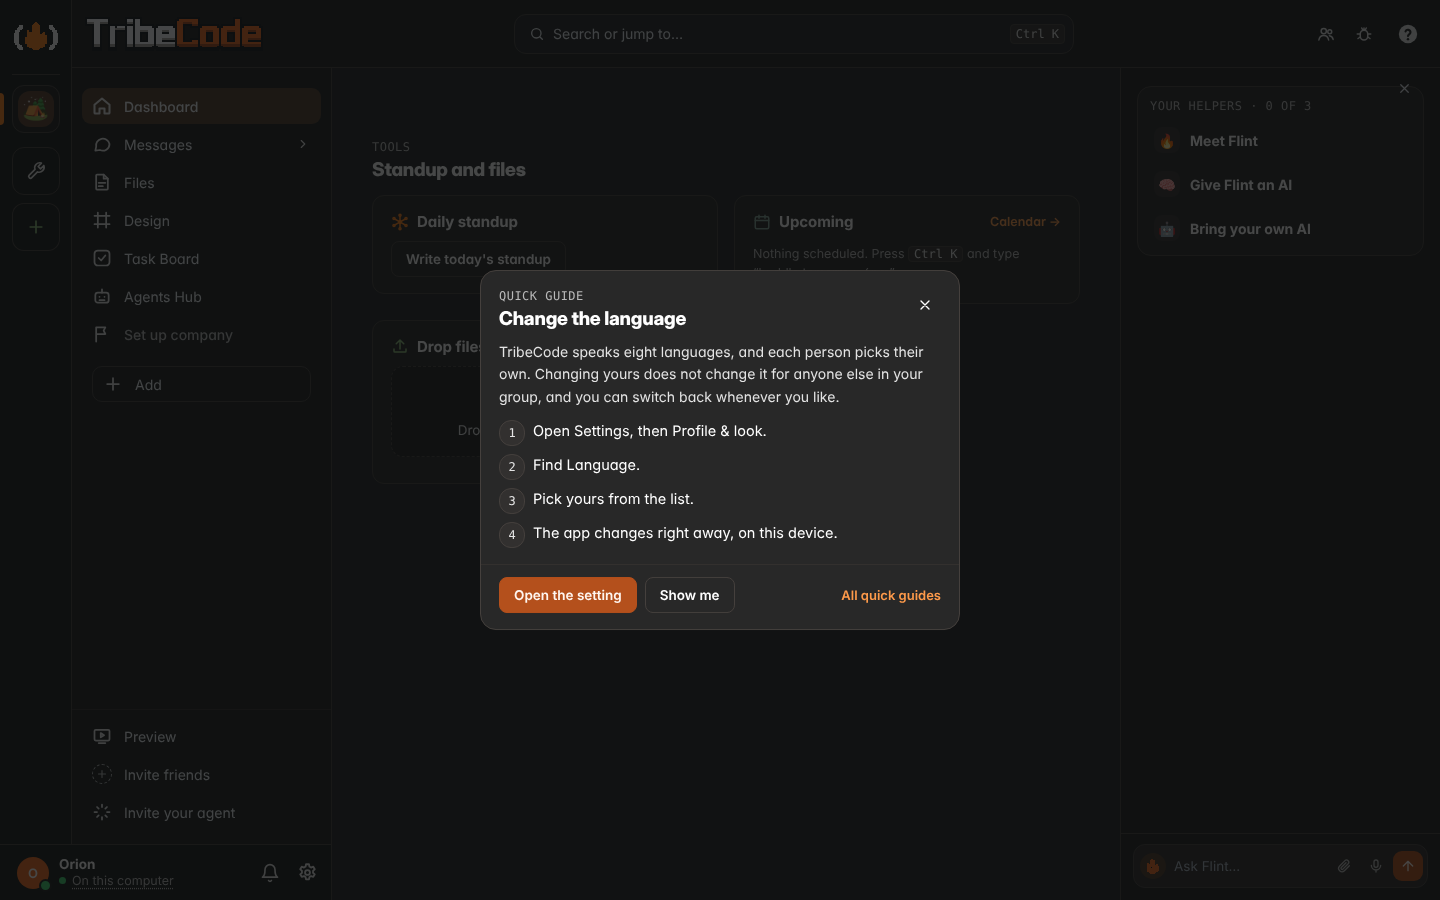 TribeCode
Search or jump to...
Ctrl K
Dashboard
Messages
Files
Design
Task Board
Agents Hub
Set up company
Add
Preview
Invite friends
Invite your agent
O
Orion
On this computer
TOOLS
Standup and files
Daily standup
Write today's standup
Upcoming
Calendar →
Nothing scheduled. Press Ctrl K and type
Drop files
QUICK GUIDE
Change the language
TribeCode speaks eight languages, and each person picks their
own. Changing yours does not change it for anyone else in your
group, and you can switch back whenever you like.
1 Open Settings, then Profile & look.
2 Find Language.
3 Pick yours from the list.
4 The app changes right away, on this device.
Open the setting
Show me
All quick guides
YOUR HELPERS · 0 OF 3
Meet Flint
Give Flint an AI
Bring your own AI
Ask Flint...